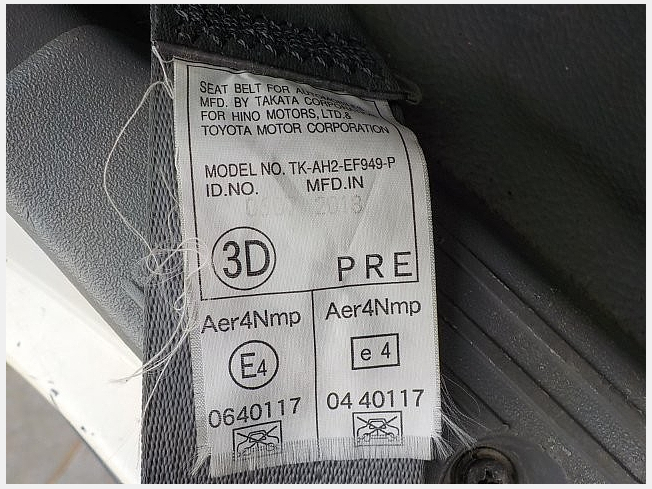 SEAT BELT FOR
MFD. BY TAKATA
FOR HINO MOTORS, LTD.&
TOYOTA MOTOR CORPORATION
MODEL NO. TK-AH2-EF949-P
ID.NO. MFD.IN
2018
3D
PRE
Aer4Nmp Aer4Nmp
E4 e 4
0640117 04 40117